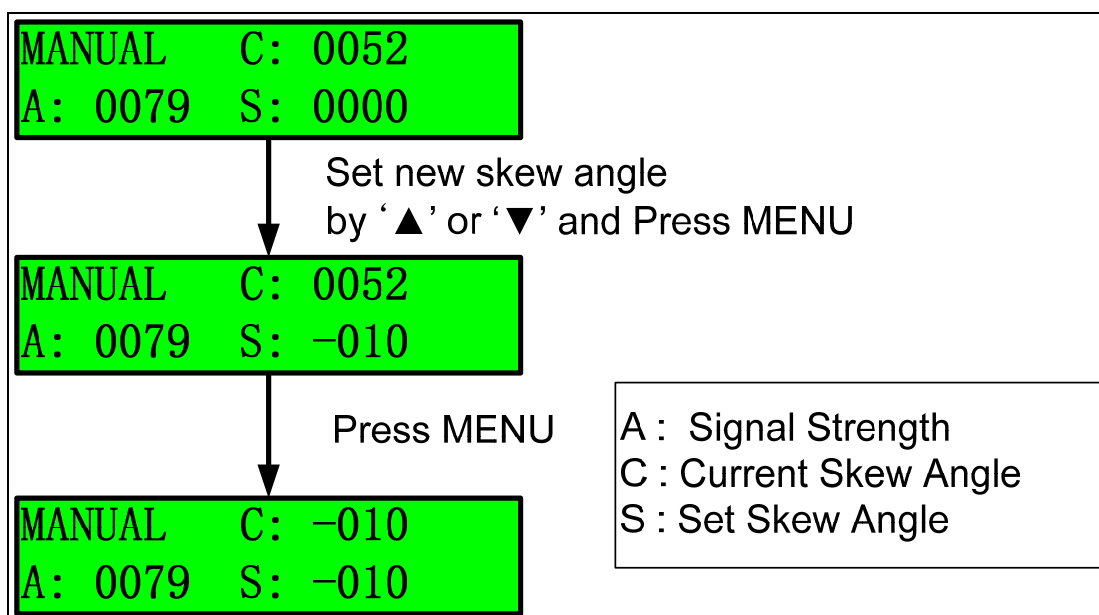 MANUAL C: 0052
A: 0079 S: 0000
Set new skew angle
by ‘▲’ or ‘▼’ and Press MENU
MANUAL C: 0052
A: 0079 S: -010
Press MENU
A : Signal Strength
C : Current Skew Angle
S : Set Skew Angle
MANUAL C: -010
A: 0079 S: -010